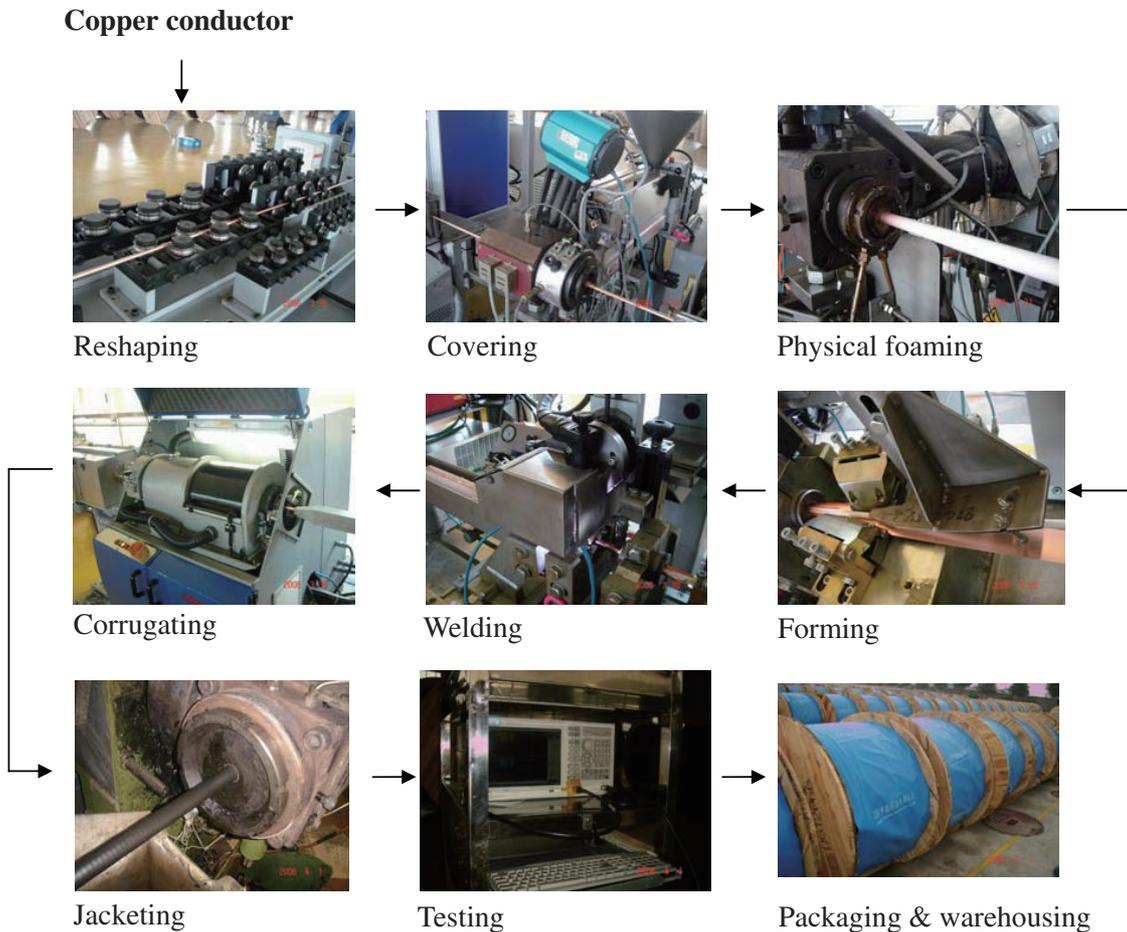 Copper conductor
Reshaping
Covering
Physical foaming
Forming
Welding
Corrugating
Jacketing
Testing
Packaging & warehousing